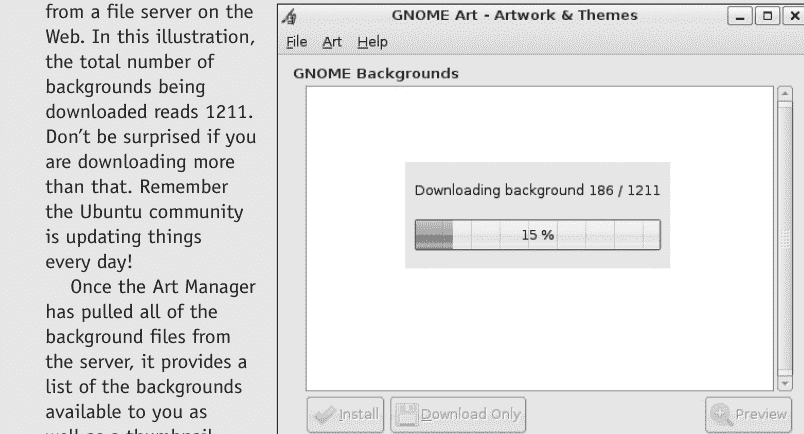 from a file server on the
Web. In this illustration,
the total number of
backgrounds being
downloaded reads 1211.
Don't be surprised if you
are downloading more
than that. Remember
the Ubuntu community
is updating things
every day!
Once the Art Manager
has pulled all of the
background files from
the server, it provides a
list of the backgrounds
available to you as
well as a thumbnail
GNOME Art - Artwork & Themes
File Art Help
GNOME Backgrounds
Downloading background 186 / 1211
15 %
Install Download Only Preview